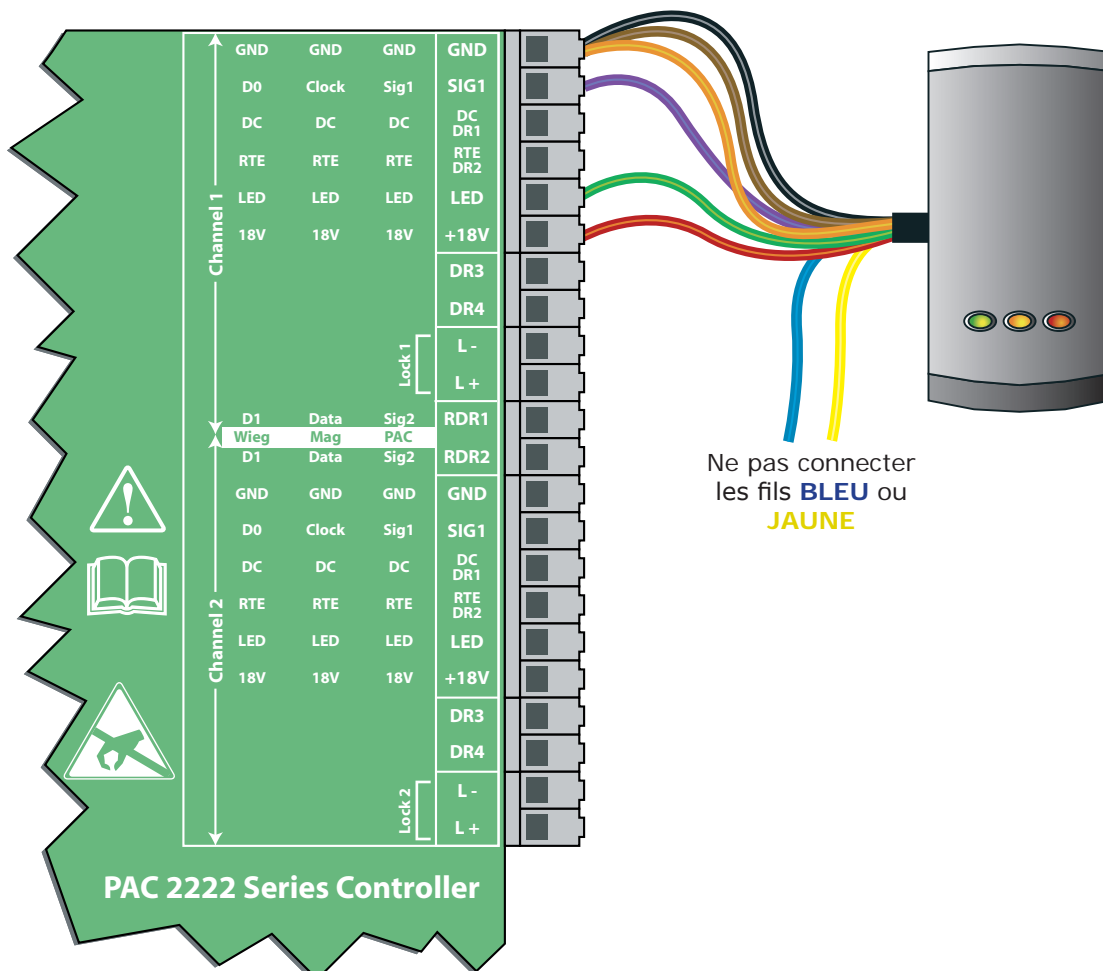 GND GND GND GND
D0 Clock Sig1 SIG1
DC DC DC DC
DR1
RTE RTE RTE RTE
DR2
LED LED LED LED
18V 18V 18V +18V
Channel 1
DR3
DR4
Lock 1
L -
L +
D1 Data Sig2 RDR1
Wieg Mag PAC
D1 Data Sig2 RDR2
GND GND GND GND
D0 Clock Sig1 SIG1
DC DC DC DC
DR1
RTE RTE RTE RTE
DR2
LED LED LED LED
18V 18V 18V +18V
Channel 2
DR3
DR4
Lock 2
L -
L +
PAC 2222 Series Controller
Ne pas connecter
les fils BLEU ou
JAUNE